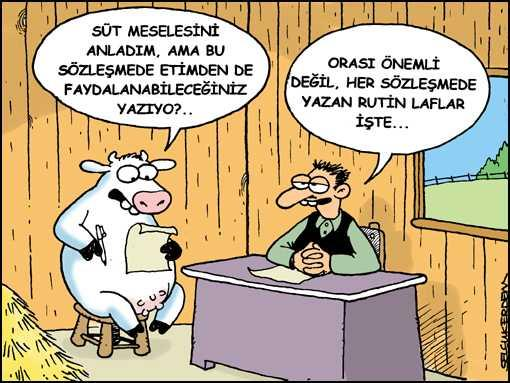 SÜT MESELESİNİ
ANLADIM, AMA BU
SÖZLEŞMEDE ETİMDEN DE
FAYDALANABİLECEĞİNİZ
YAZIYO?..
ORASI ÖNEMLİ
DEĞİL, HER SÖZLEŞMEDE
YAZAN RUTİN LAFLAR
İŞTE...
SELÇUK ERDEM